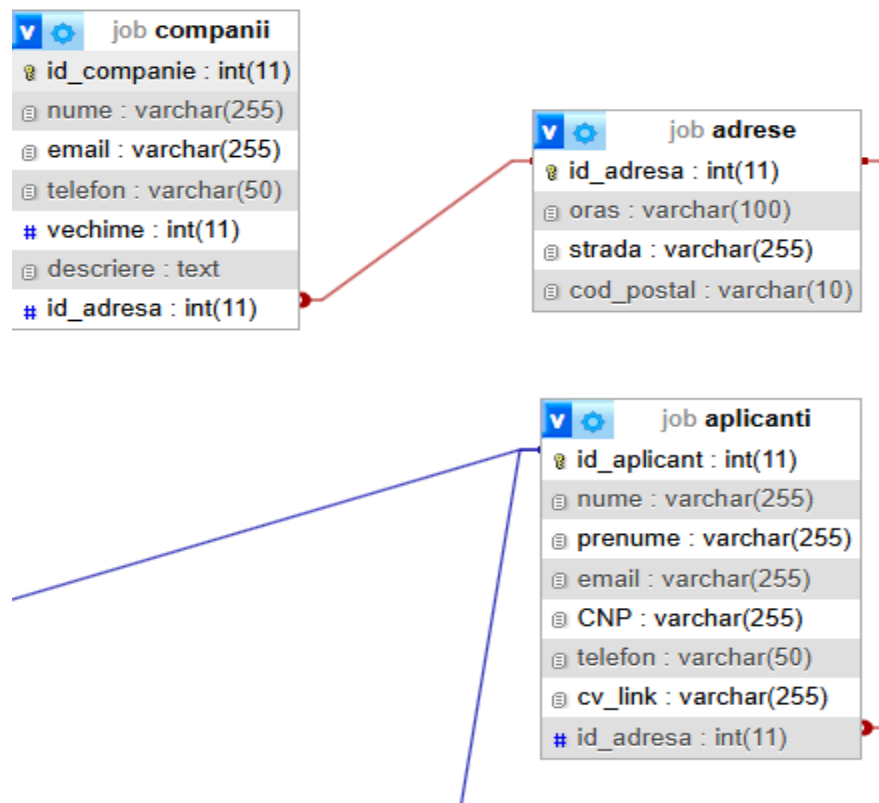 v job companii
id_companie : int(11)
nume : varchar(255)
email : varchar(255)
telefon : varchar(50)
# vechime : int(11)
descriere : text
# id_adresa : int(11)
v job adrese
id_adresa : int(11)
oras : varchar(100)
strada : varchar(255)
cod_postal : varchar(10)
v job aplicanti
id_aplicant : int(11)
nume : varchar(255)
prenume : varchar(255)
email : varchar(255)
CNP : varchar(255)
telefon : varchar(50)
cv_link : varchar(255)
# id_adresa : int(11)